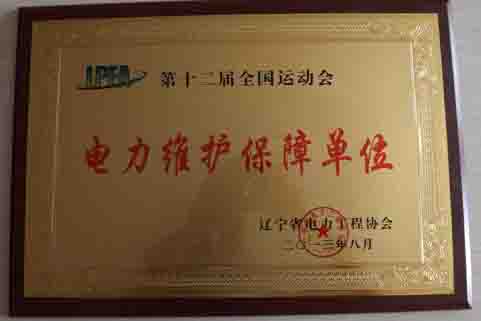 LPEA 第十二届全国运动会
电力维护保障单位
辽宁省电力工程协会
二〇一三年八月